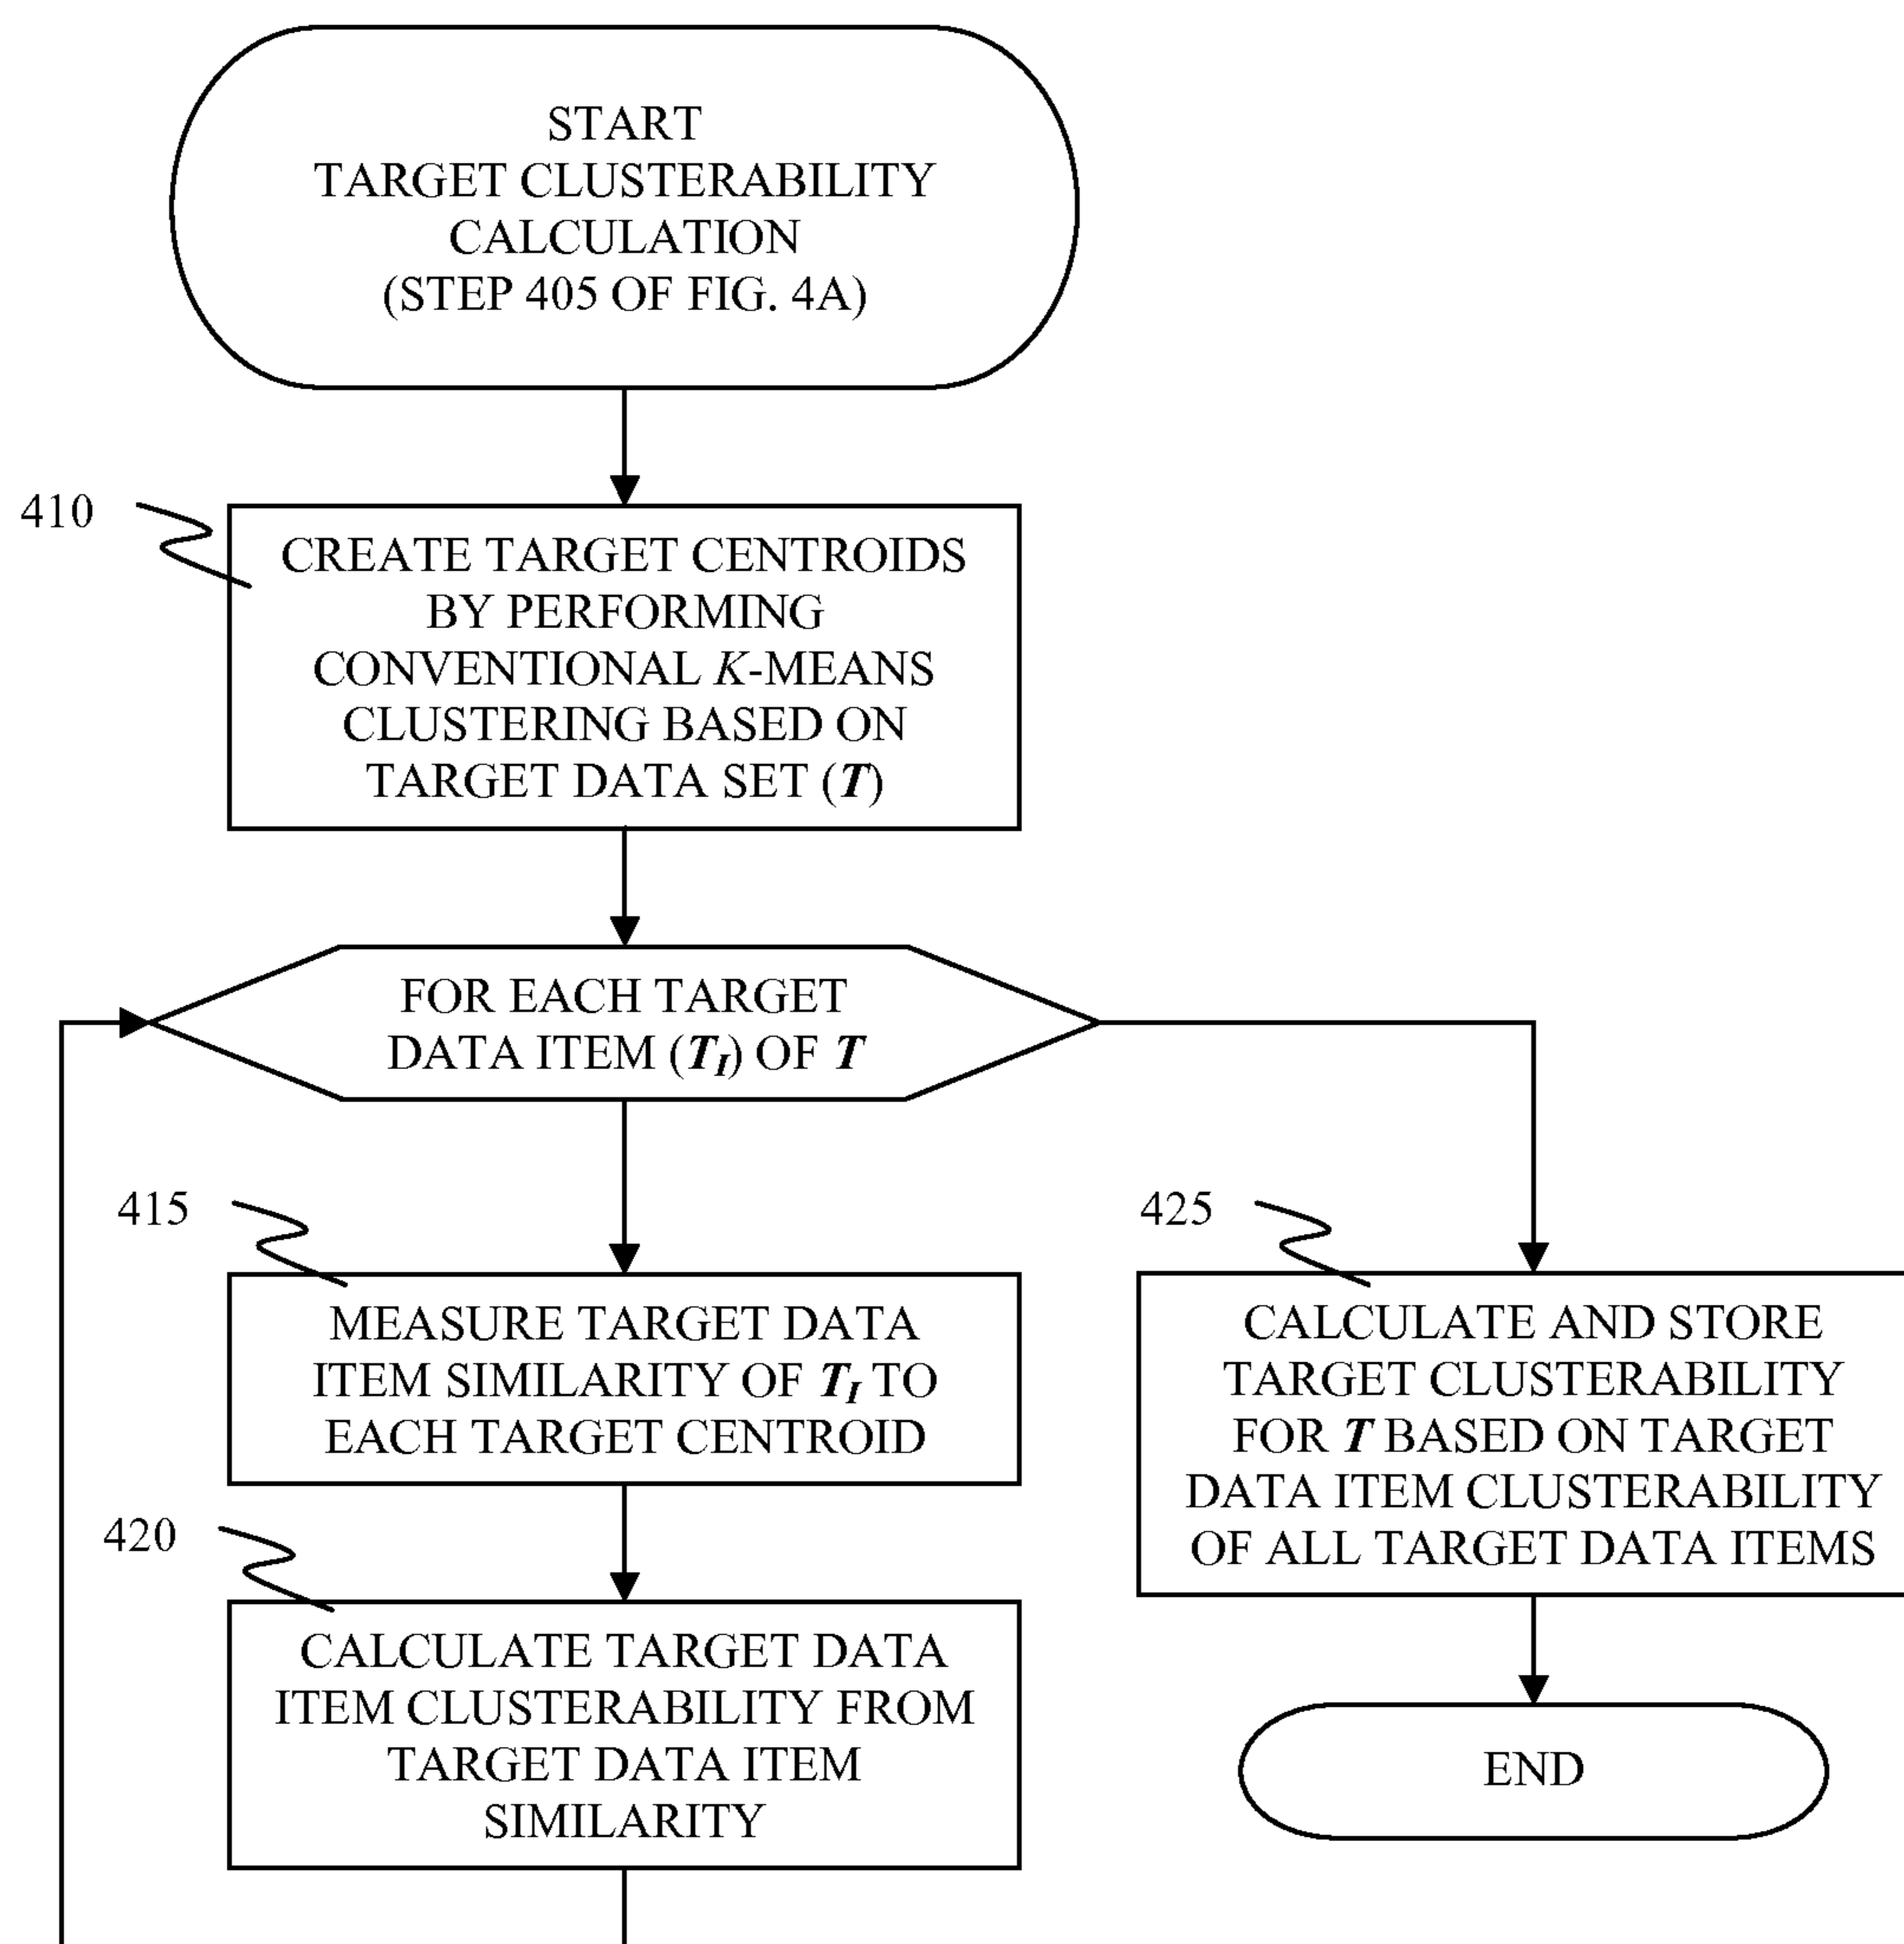 START
TARGET CLUSTERABILITY
CALCULATION
(STEP 405 OF FIG. 4A)
410
CREATE TARGET CENTROIDS
BY PERFORMING
CONVENTIONAL K-MEANS
CLUSTERING BASED ON
TARGET DATA SET (T)
FOR EACH TARGET
DATA ITEM (T_I) OF T
415
MEASURE TARGET DATA
ITEM SIMILARITY OF T_I TO
EACH TARGET CENTROID
420
CALCULATE TARGET DATA
ITEM CLUSTERABILITY FROM
TARGET DATA ITEM
SIMILARITY
425
CALCULATE AND STORE
TARGET CLUSTERABILITY
FOR T BASED ON TARGET
DATA ITEM CLUSTERABILITY
OF ALL TARGET DATA ITEMS
END